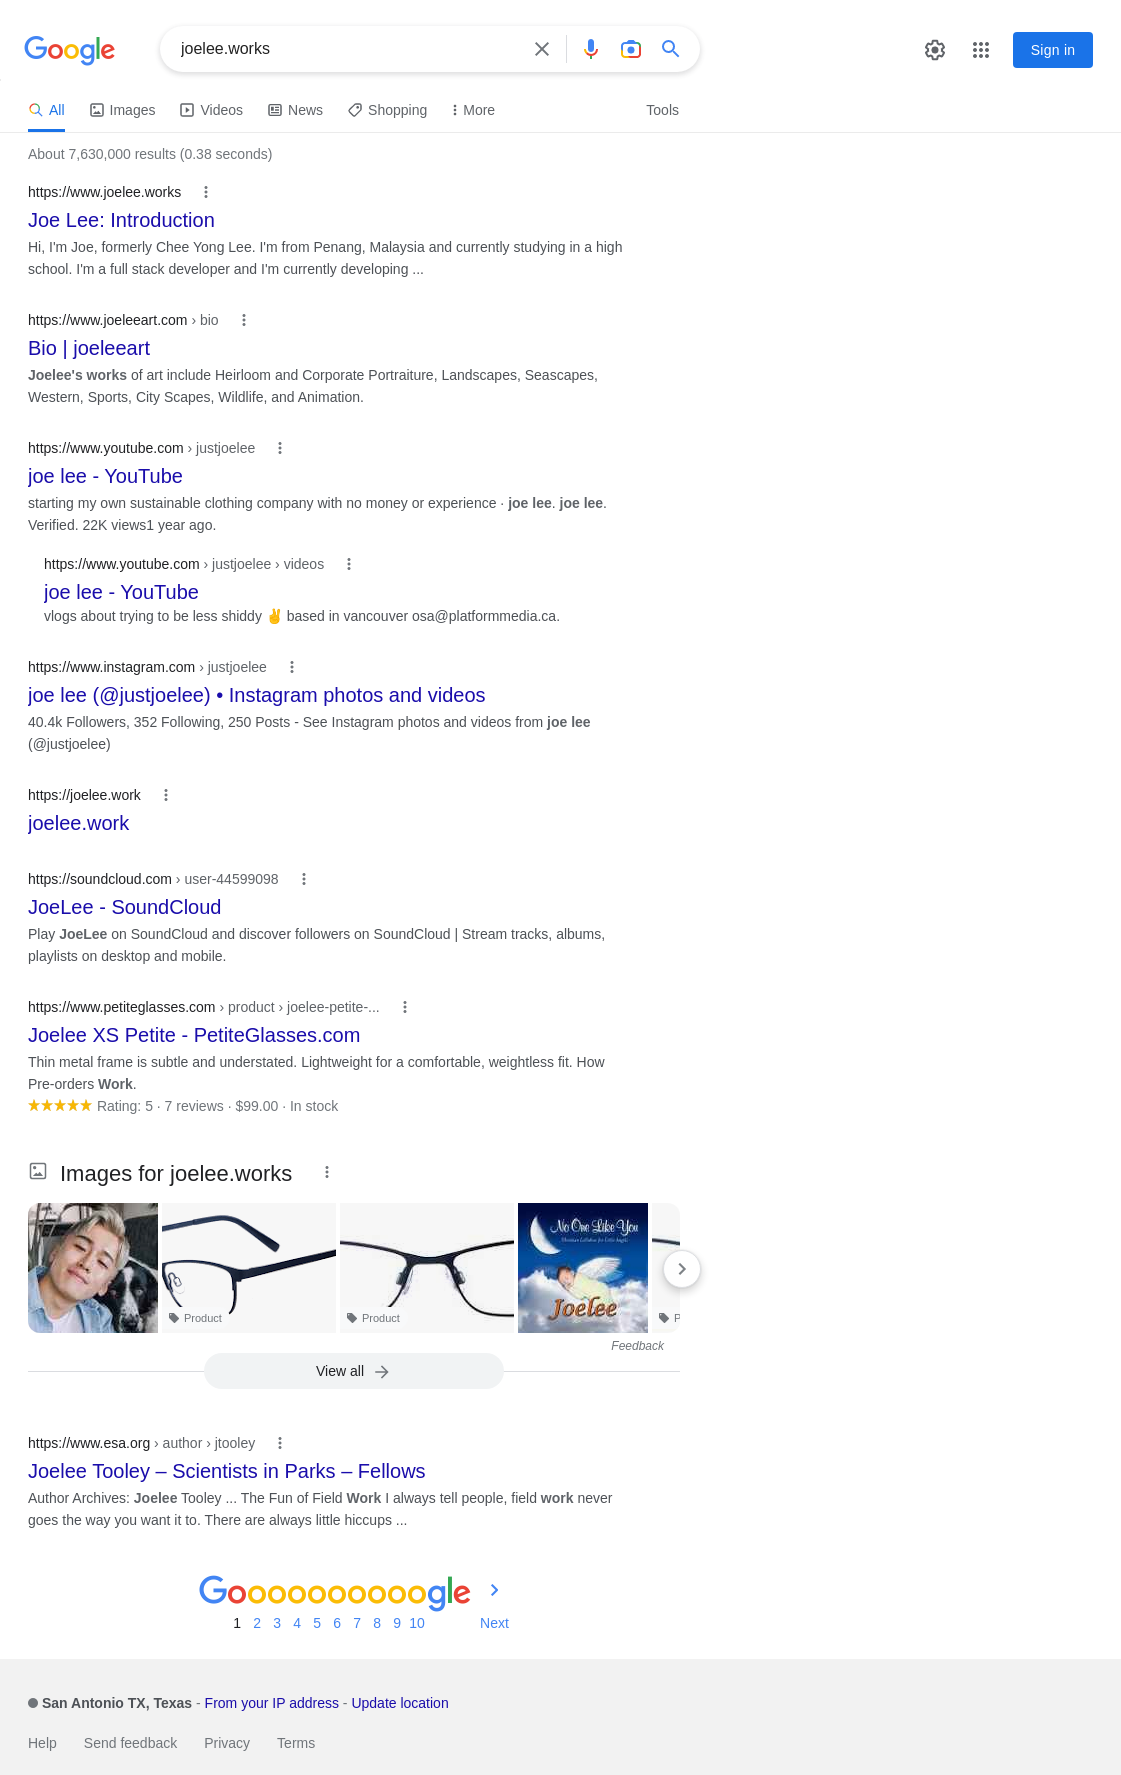 Google
joelee.works
Sign in
All Images Videos News Shopping More Tools
About 7,630,000 results (0.38 seconds)
https://www.joelee.works
Joe Lee: Introduction
Hi, I'm Joe, formerly Chee Yong Lee. I'm from Penang, Malaysia and currently studying in a high
school. I'm a full stack developer and I'm currently developing ...
https://www.joeleeart.com › bio
Bio | joeleeart
Joelee's works of art include Heirloom and Corporate Portraiture, Landscapes, Seascapes,
Western, Sports, City Scapes, Wildlife, and Animation.
https://www.youtube.com › justjoelee
joe lee - YouTube
starting my own sustainable clothing company with no money or experience · joe lee. joe lee.
Verified. 22K views1 year ago.
https://www.youtube.com › justjoelee › videos
joe lee - YouTube
vlogs about trying to be less shiddy ✌ based in vancouver osa@platformmedia.ca.
https://www.instagram.com › justjoelee
joe lee (@justjoelee) • Instagram photos and videos
40.4k Followers, 352 Following, 250 Posts - See Instagram photos and videos from joe lee
(@justjoelee)
https://joelee.work
joelee.work
https://soundcloud.com › user-44599098
JoeLee - SoundCloud
Play JoeLee on SoundCloud and discover followers on SoundCloud | Stream tracks, albums,
playlists on desktop and mobile.
https://www.petiteglasses.com › product › joelee-petite-...
Joelee XS Petite - PetiteGlasses.com
Thin metal frame is subtle and understated. Lightweight for a comfortable, weightless fit. How
Pre-orders Work.
Rating: 5 · 7 reviews · $99.00 · In stock
Images for joelee.works
No One Like You
Christian Lullabies for Little Angels
Joelee
Product Product P
Feedback
View all
https://www.esa.org › author › jtooley
Joelee Tooley – Scientists in Parks – Fellows
Author Archives: Joelee Tooley ... The Fun of Field Work I always tell people, field work never
goes the way you want it to. There are always little hiccups ...
Goooooooooogle
1 2 3 4 5 6 7 8 9 10 Next
San Antonio TX, Texas - From your IP address - Update location
Help Send feedback Privacy Terms